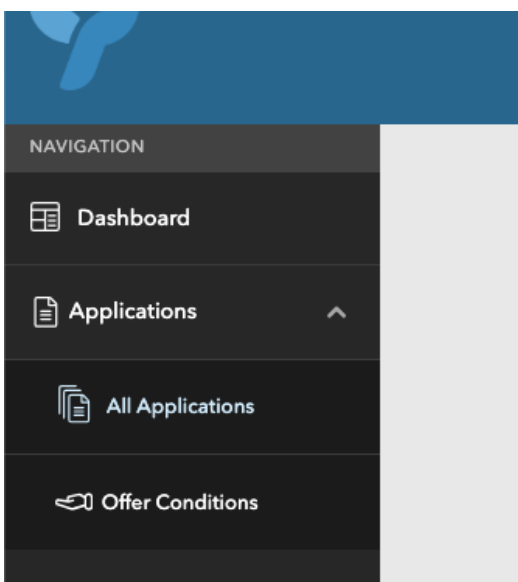 NAVIGATION
Dashboard
Applications
All Applications
Offer Conditions